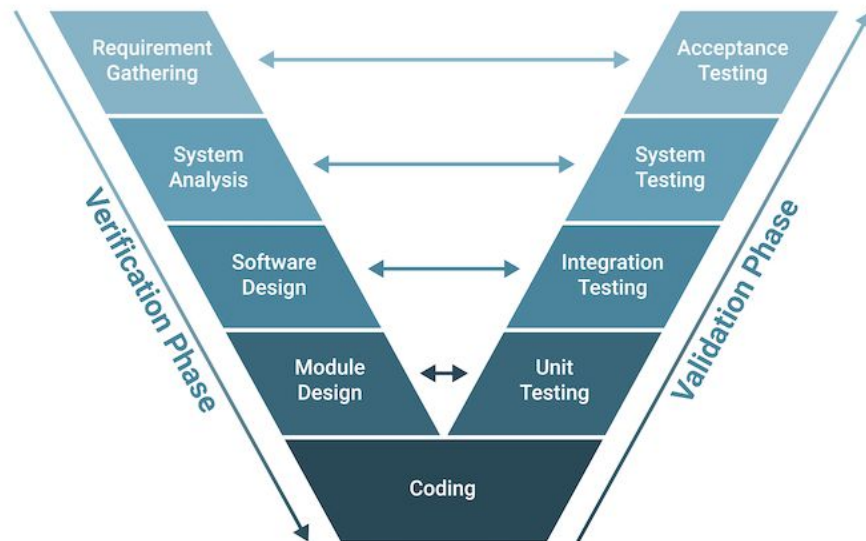 Requirement
Gathering
Acceptance
Testing
System
Analysis
System
Testing
Software
Design
Integration
Testing
Module
Design
Unit
Testing
Coding
Verification Phase
Validation Phase